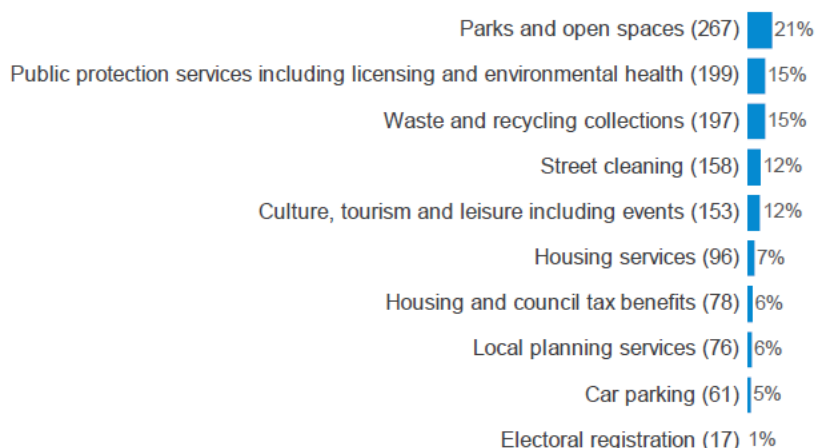 Parks and open spaces (267) 21%
Public protection services including licensing and environmental health (199) 15%
Waste and recycling collections (197) 15%
Street cleaning (158) 12%
Culture, tourism and leisure including events (153) 12%
Housing services (96) 7%
Housing and council tax benefits (78) 6%
Local planning services (76) 6%
Car parking (61) 5%
Electoral registration (17) 1%